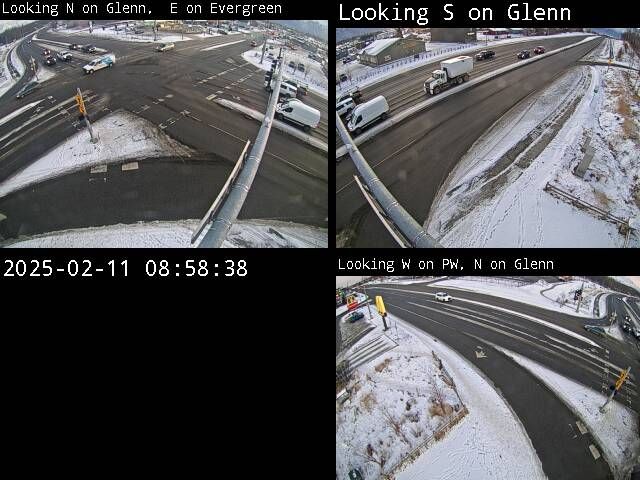 Looking N on Glenn,  E on Evergreen
Looking S on Glenn
2025-02-11 08:58:38
Looking W on PW, N on Glenn